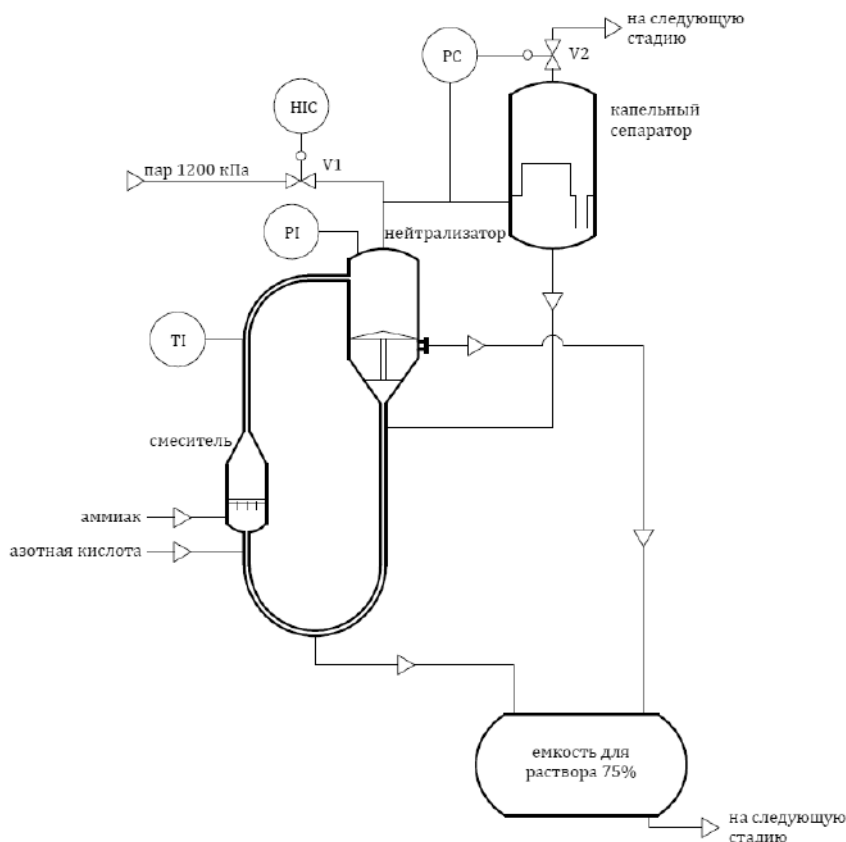 на следующую
стадию
PC
V2
капельный
сепаратор
HIC
V1
пар 1200 кПа
PI
нейтрализатор
TI
смеситель
аммиак
азотная кислота
емкость для
раствора 75%
на следующую
стадию